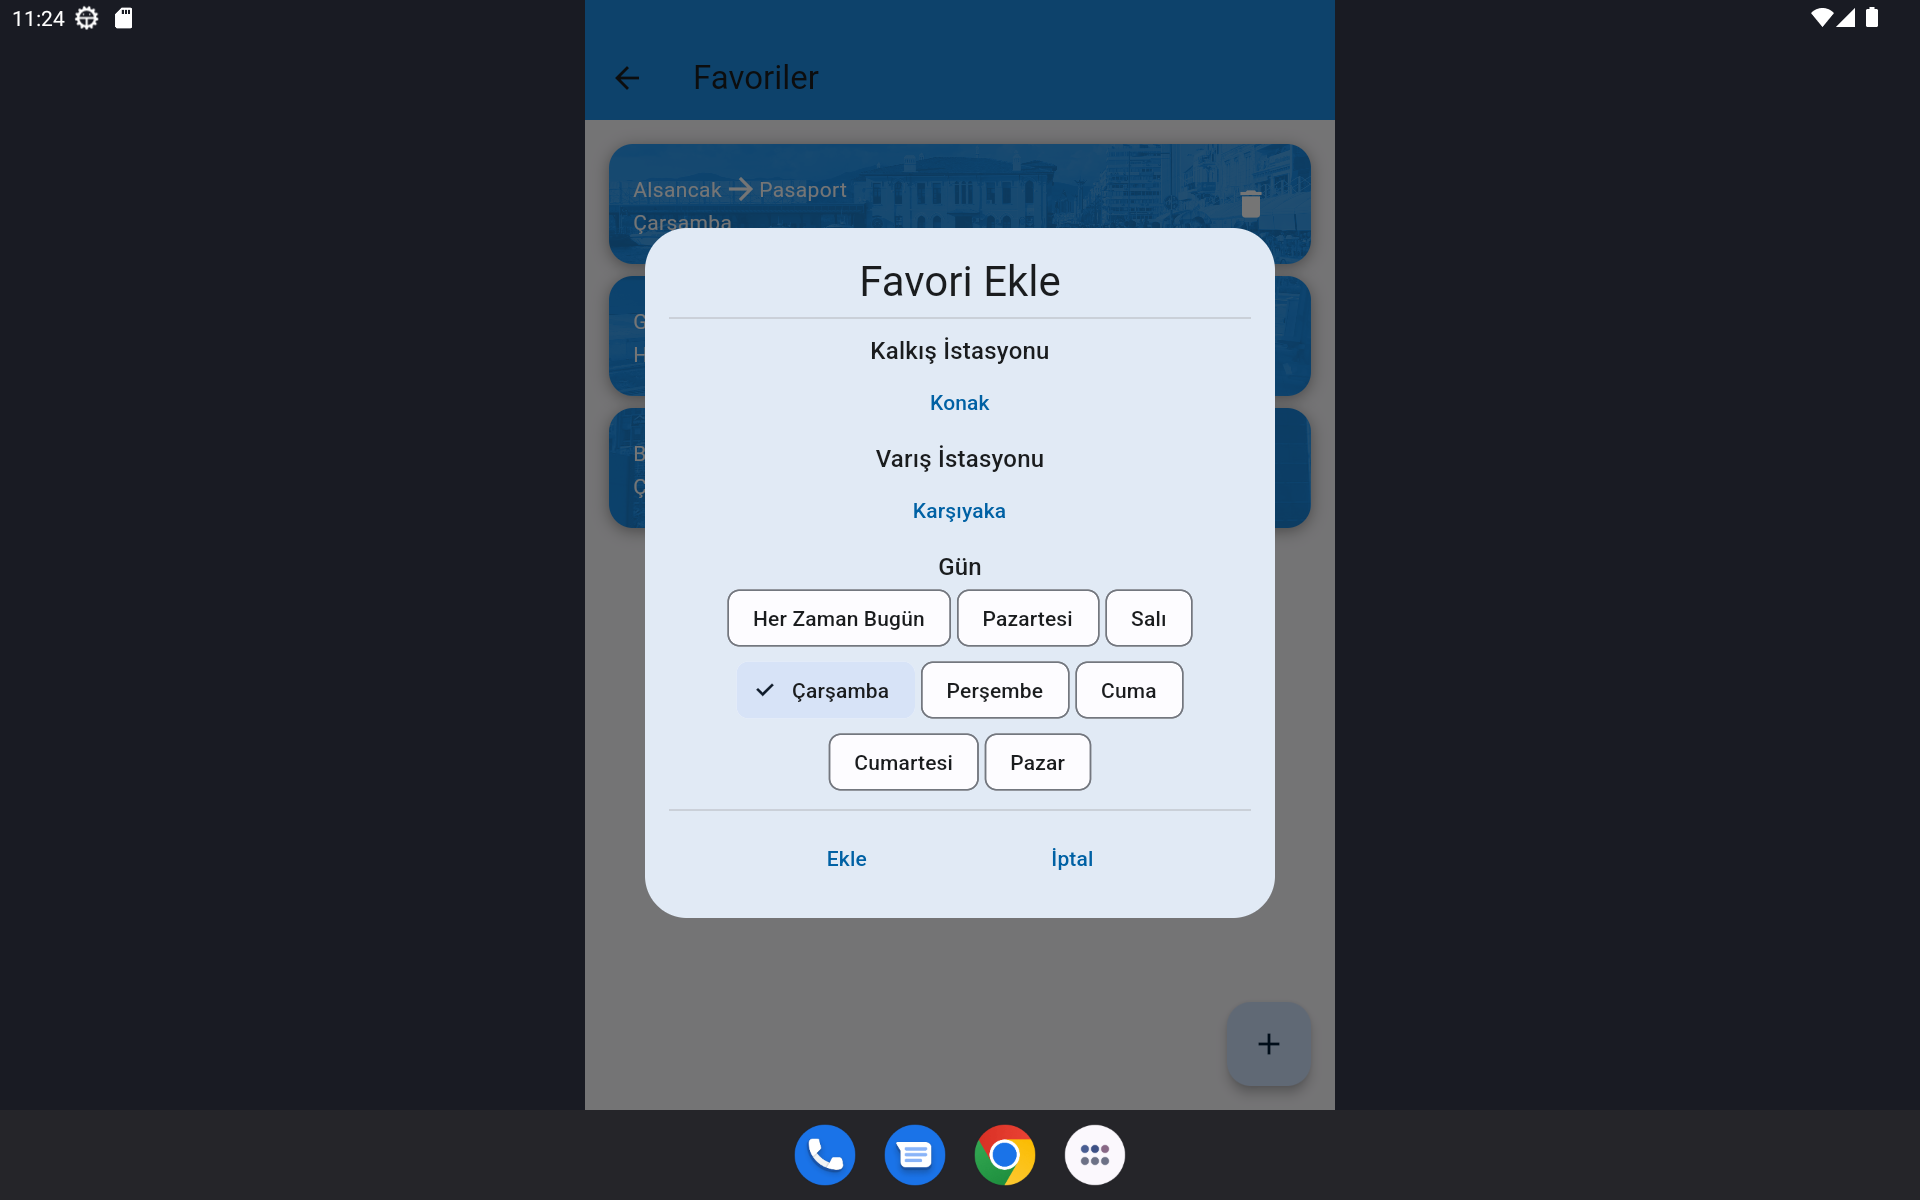 11:24
Favoriler
Alsancak → Pasaport
Çarşamba
Favori Ekle
Kalkış İstasyonu
Konak
Varış İstasyonu
Karşıyaka
Gün
Her Zaman Bugün Pazartesi Salı
Çarşamba Perşembe Cuma
Cumartesi Pazar
Ekle İptal